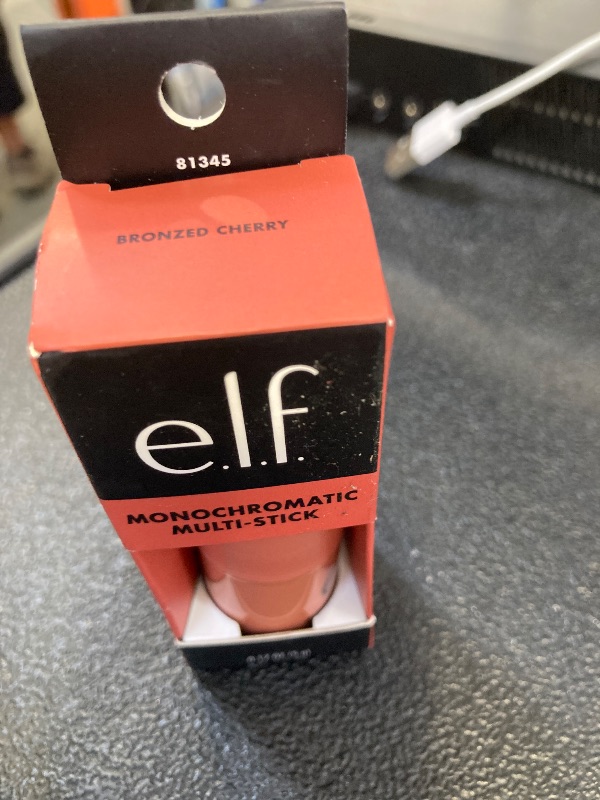 81345
BRONZED CHERRY
e.l.f.
MONOCHROMATIC
MULTI-STICK